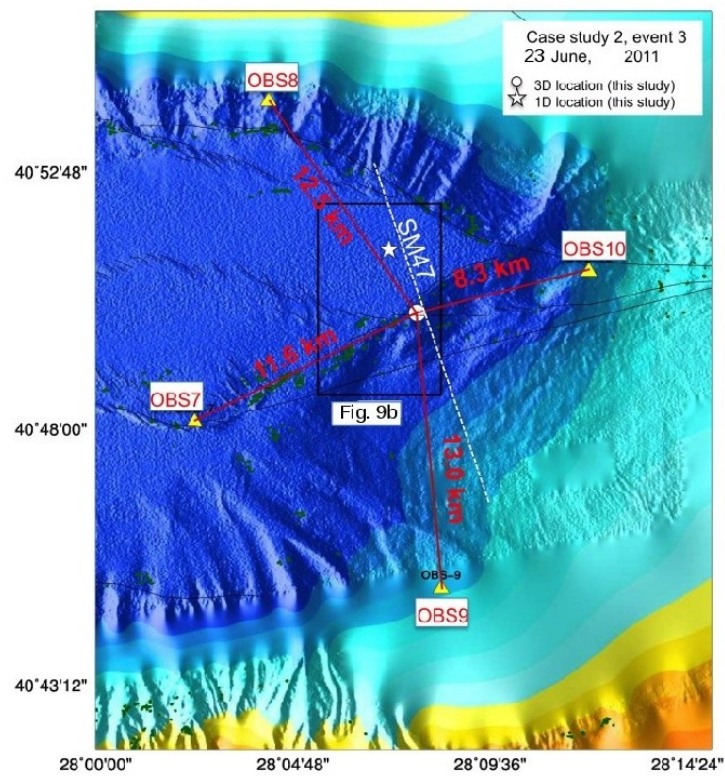 Case study 2, event 3
23 June, 2011
3D location (this study)
1D location (this study)
OBS8
40°52'48"
12.5 km
SM47
OBS10
8.3 km
11.6 km
OBS7
Fig. 9b
40°48'00"
13.0 km
OBS-9
OBS9
40°43'12"
28°00'00" 28°04'48" 28°09'36" 28°14'24"